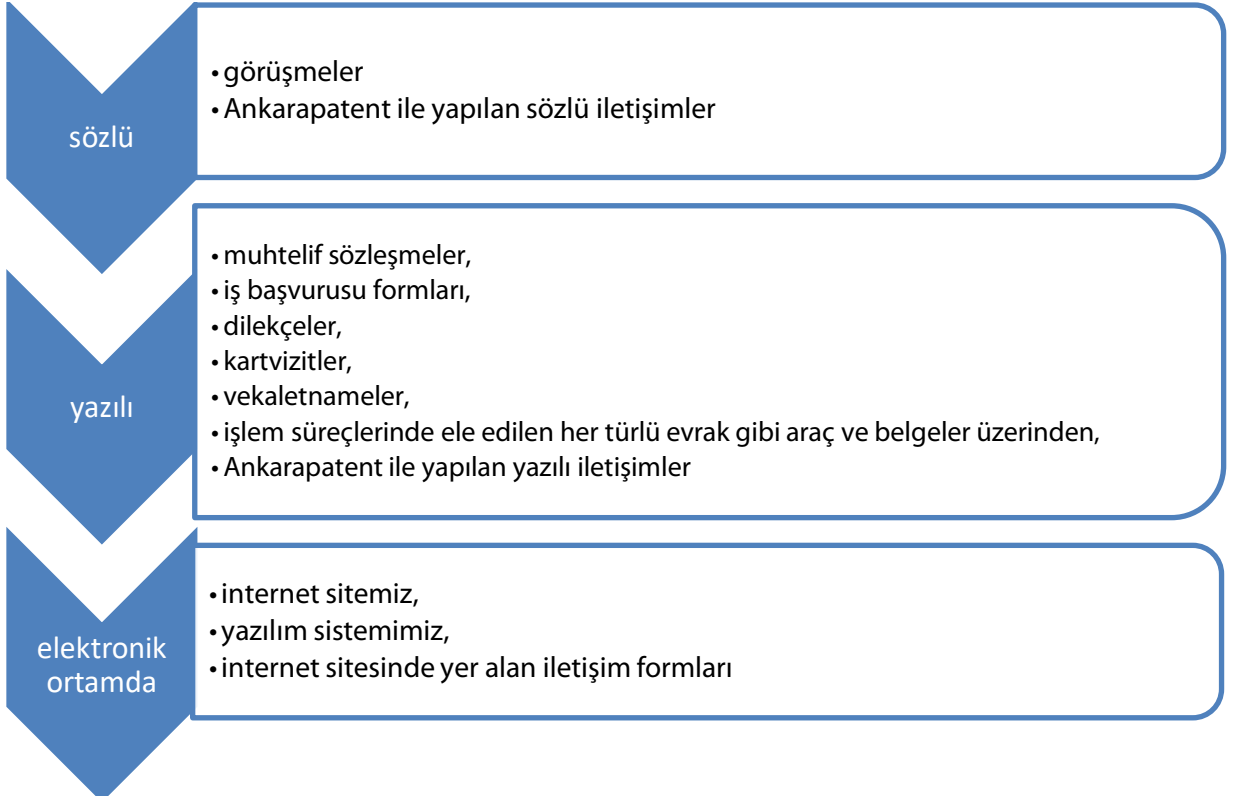 sözlü
•görüşmeler
•Ankarapatent ile yapılan sözlü iletişimler
yazılı
•muhtelif sözleşmeler,
•iş başvurusu formları,
•dilekçeler,
•kartvizitler,
•vekaletnameler,
•işlem süreçlerinde ele edilen her türlü evrak gibi araç ve belgeler üzerinden,
•Ankarapatent ile yapılan yazılı iletişimler
elektronik
ortamda
•internet sitemiz,
•yazılım sistemimiz,
•internet sitesinde yer alan iletişim formları